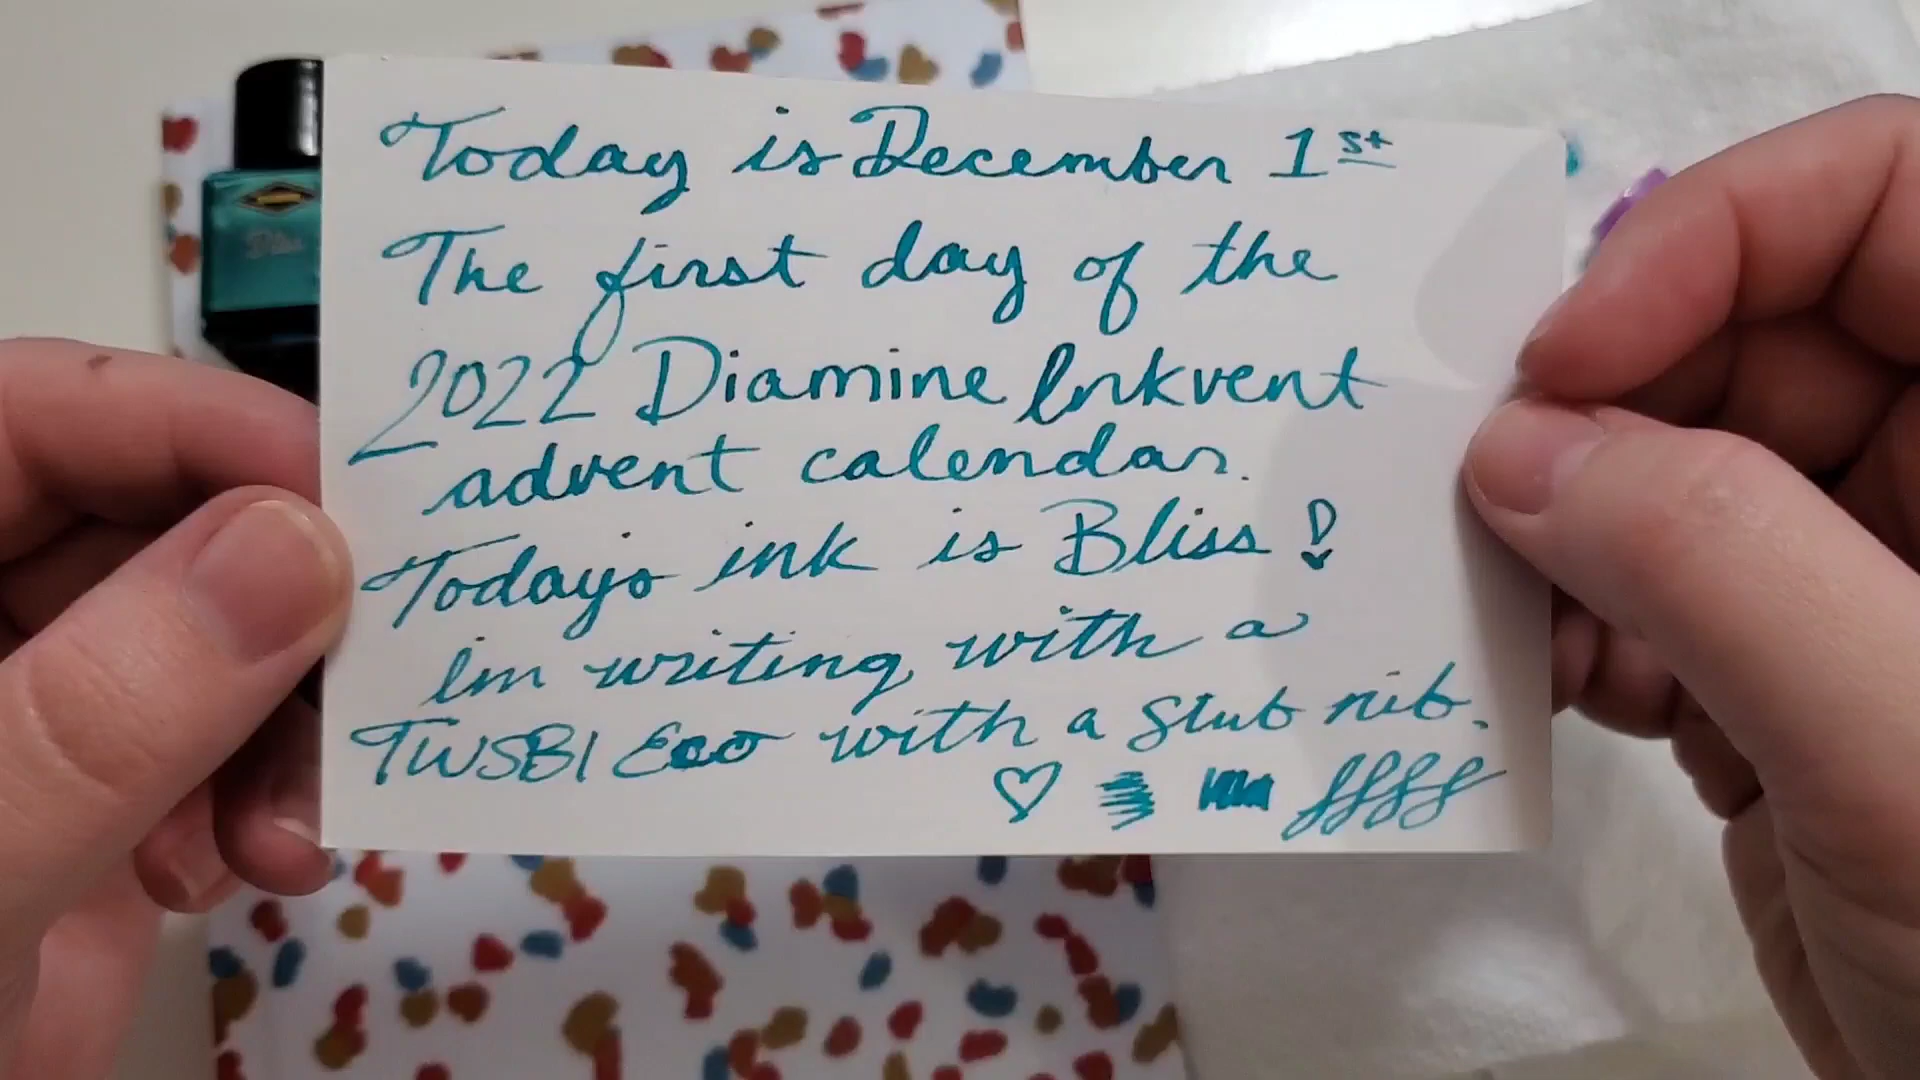 Bliss
Today is December 1st
The first day of the
2022 Diamine Inkvent
advent calendar.
Todays ink is Bliss!
Im writing with a
TWSBI Eco with a Stub nib.